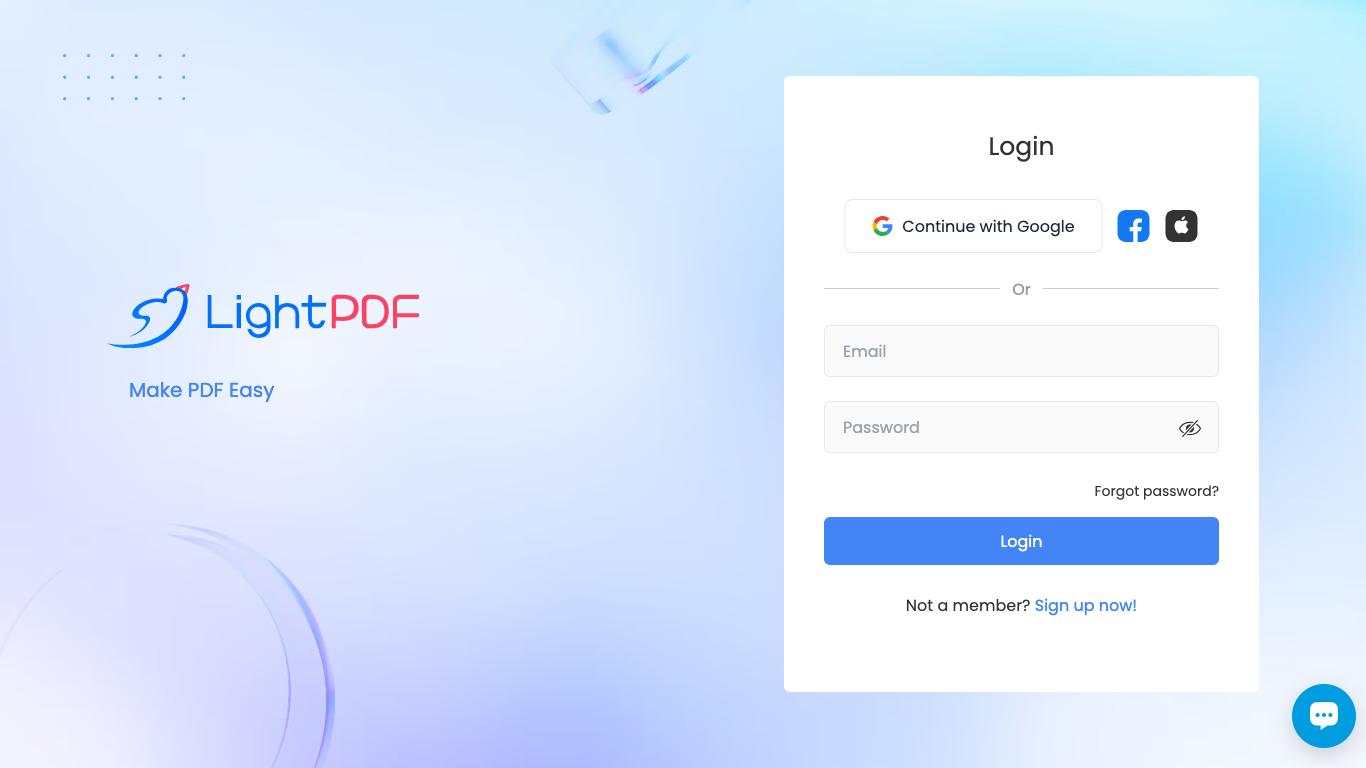 LightPDF
Make PDF Easy
Login
Continue with Google
Or
Email
Password
Forgot password?
Login
Not a member? Sign up now!